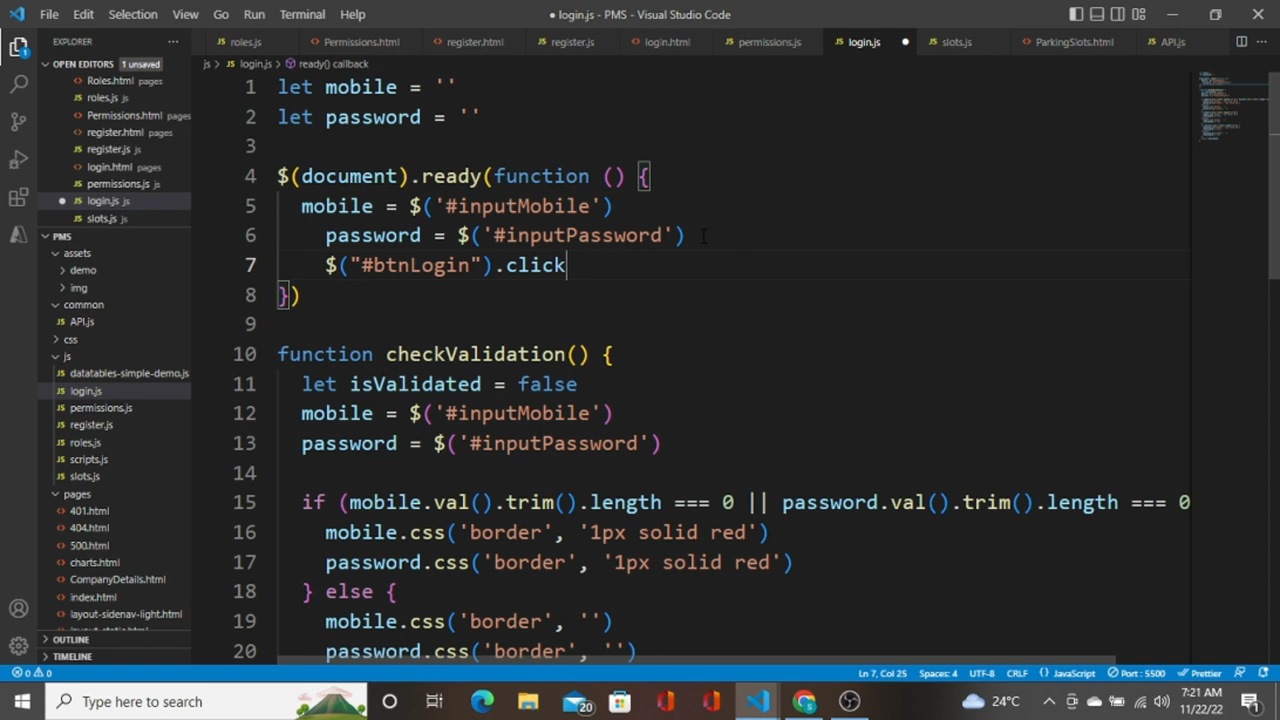 File Edit Selection View Go Run Terminal Help
● login.js - PMS - Visual Studio Code
EXPLORER
OPEN EDITORS 1 unsaved
Roles.html pages
roles.js js
Permissions.html pages
register.html pages
register.js js
login.html pages
permissions.js js
login.js js
slots.js js
PMS
assets
demo
img
common
API.js
css
js
datatables-simple-demo.js
login.js
permissions.js
register.js
roles.js
scripts.js
slots.js
pages
401.html
404.html
500.html
charts.html
CompanyDetails.html
index.html
layout-sidenav-light.html
OUTLINE
TIMELINE
roles.js Permissions.html register.html register.js login.html permissions.js login.js slots.js ParkingSlots.html API.js
js > login.js > ready() callback
1 let mobile = ''
2 let password = ''
3
4 $(document).ready(function () {
5 mobile = $('#inputMobile')
6 password = $('#inputPassword')
7 $("#btnLogin").click
8 })
9
10 function checkValidation() {
11 let isValidated = false
12 mobile = $('#inputMobile')
13 password = $('#inputPassword')
14
15 if (mobile.val().trim().length === 0 || password.val().trim().length === 0
16 mobile.css('border', '1px solid red')
17 password.css('border', '1px solid red')
18 } else {
19 mobile.css('border', '')
20 password.css('border', '')
0 0 Ln 7, Col 25 Spaces: 4 UTF-8 CRLF {} JavaScript Port : 5500 Prettier
Type here to search
20
24°C
7:21 AM
11/22/22
1